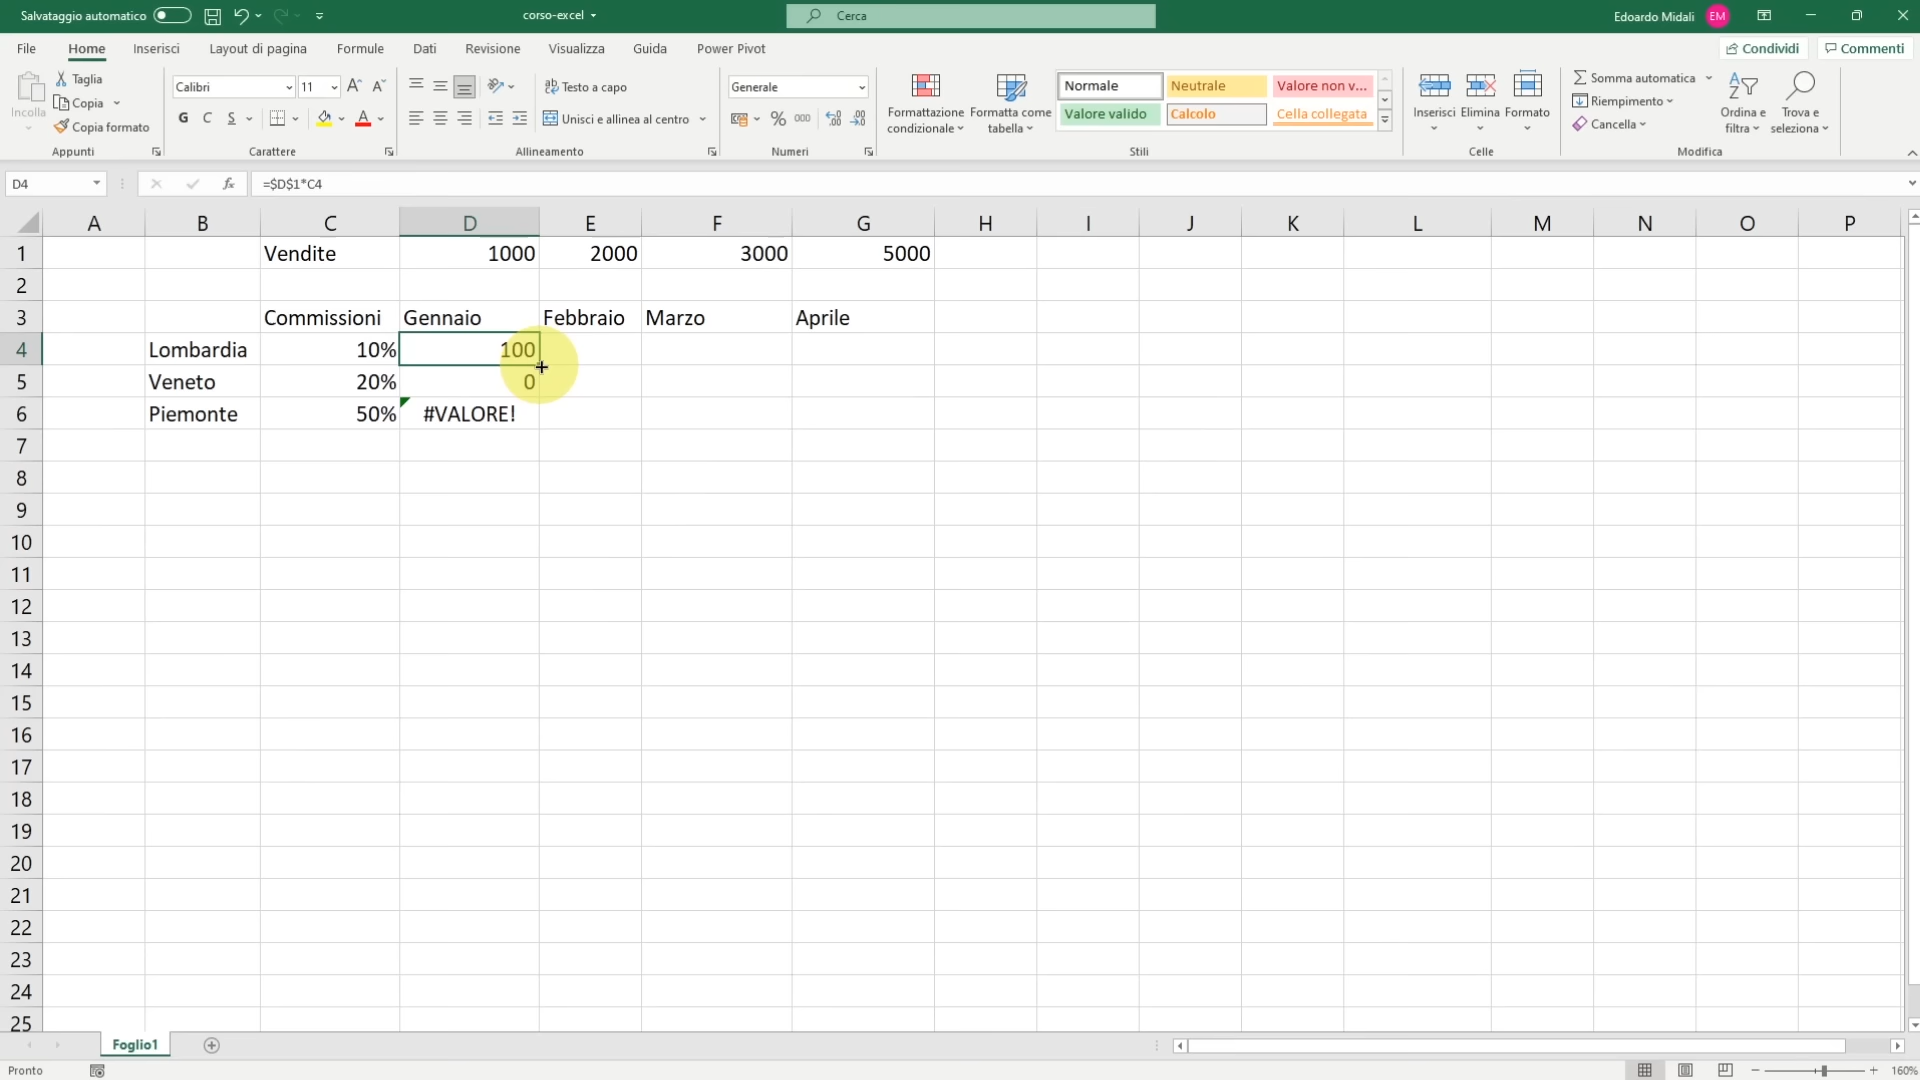 Salvataggio automatico corso-excel Cerca Edoardo Midali EM
File Home Inserisci Layout di pagina Formule Dati Revisione Visualizza Guida Power Pivot Condividi Commenti
Incolla
Taglia
Copia
Copia formato
Appunti
Calibri 11
G C S
Carattere
Testo a capo
Unisci e allinea al centro
Allineamento
Generale
% 000
Numeri
Formattazione condizionale
Formatta come tabella
Normale Neutrale Valore non v...
Valore valido Calcolo Cella collegata
Stili
Inserisci Elimina Formato
Celle
Somma automatica
Riempimento
Cancella
Ordina e filtra
Trova e seleziona
Modifica
D4 fx =$D$1*C4
A B C D E F G H I J K L M N O P
1 Vendite 1000 2000 3000 5000
2
3 Commissioni Gennaio Febbraio Marzo Aprile
4 Lombardia 10% 100
5 Veneto 20% 0
6 Piemonte 50% #VALORE!
7
8
9
10
11
12
13
14
15
16
17
18
19
20
21
22
23
24
25
Foglio1
Pronto 160%